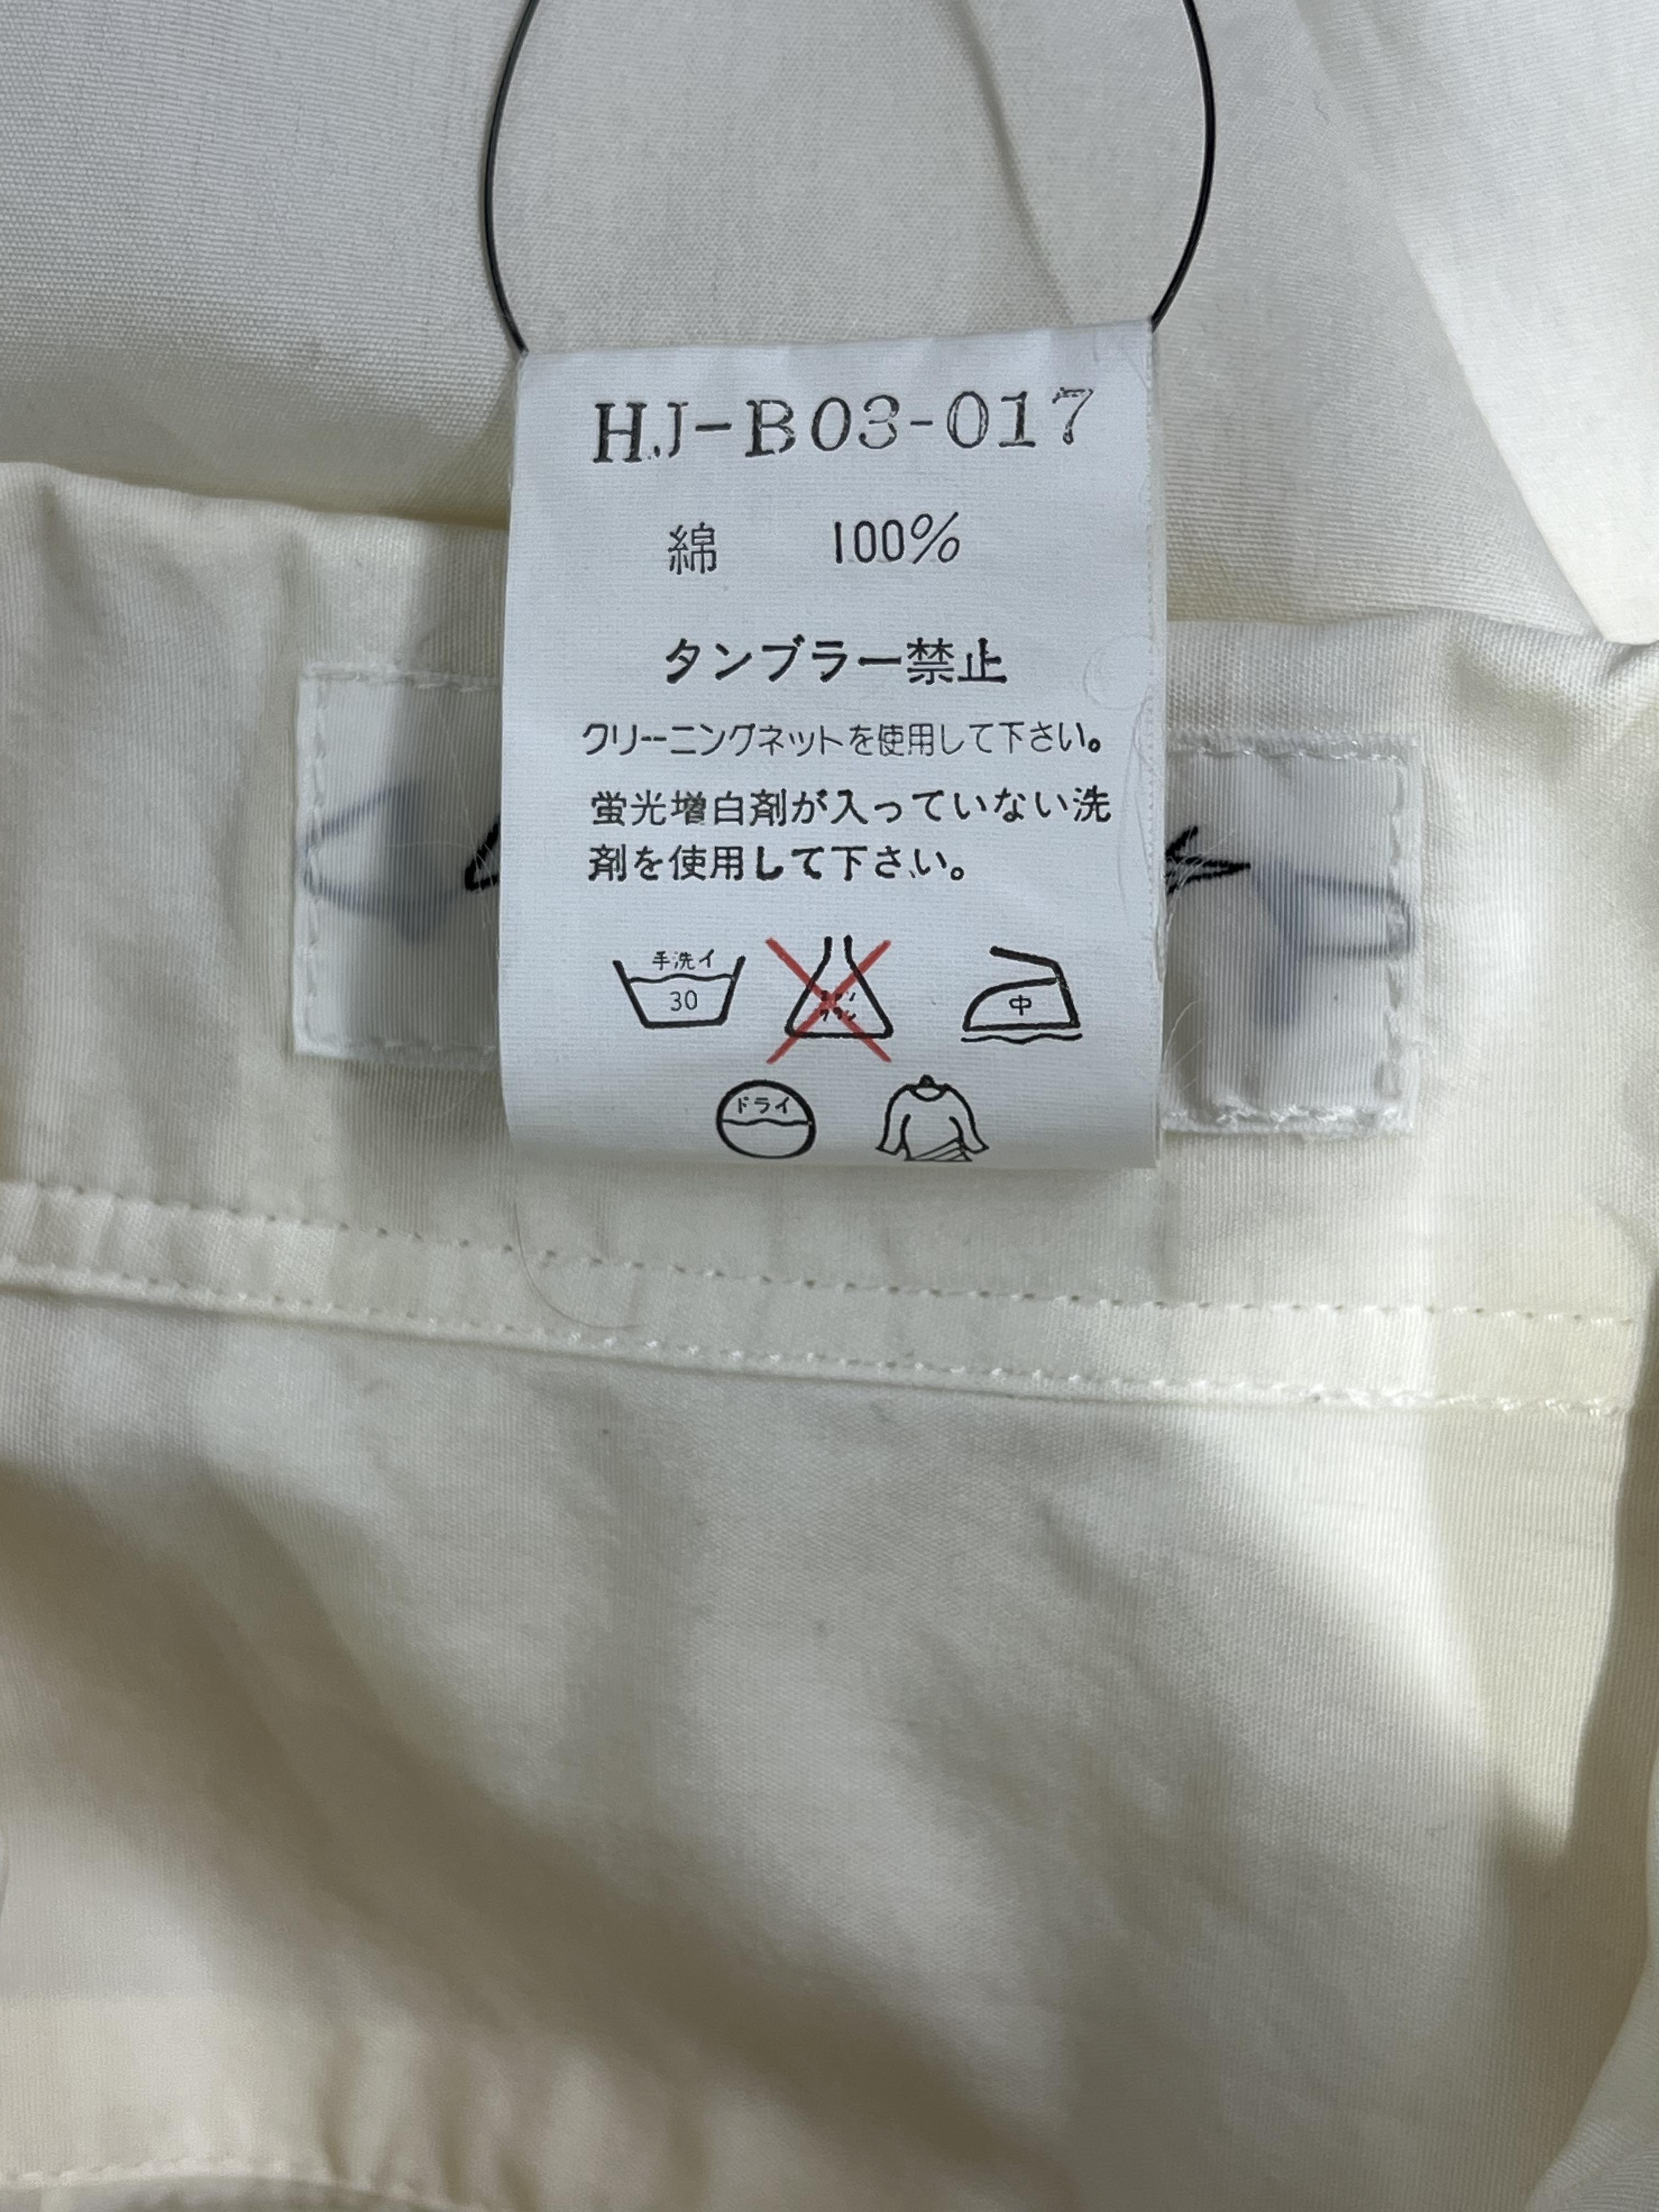 HJ-B03-017
綿 100%
タンブラー禁止
クリーニングネットを使用して下さい。
蛍光増白剤が入っていない洗
剤を使用して下さい。
手洗イ
30
中
ドライ